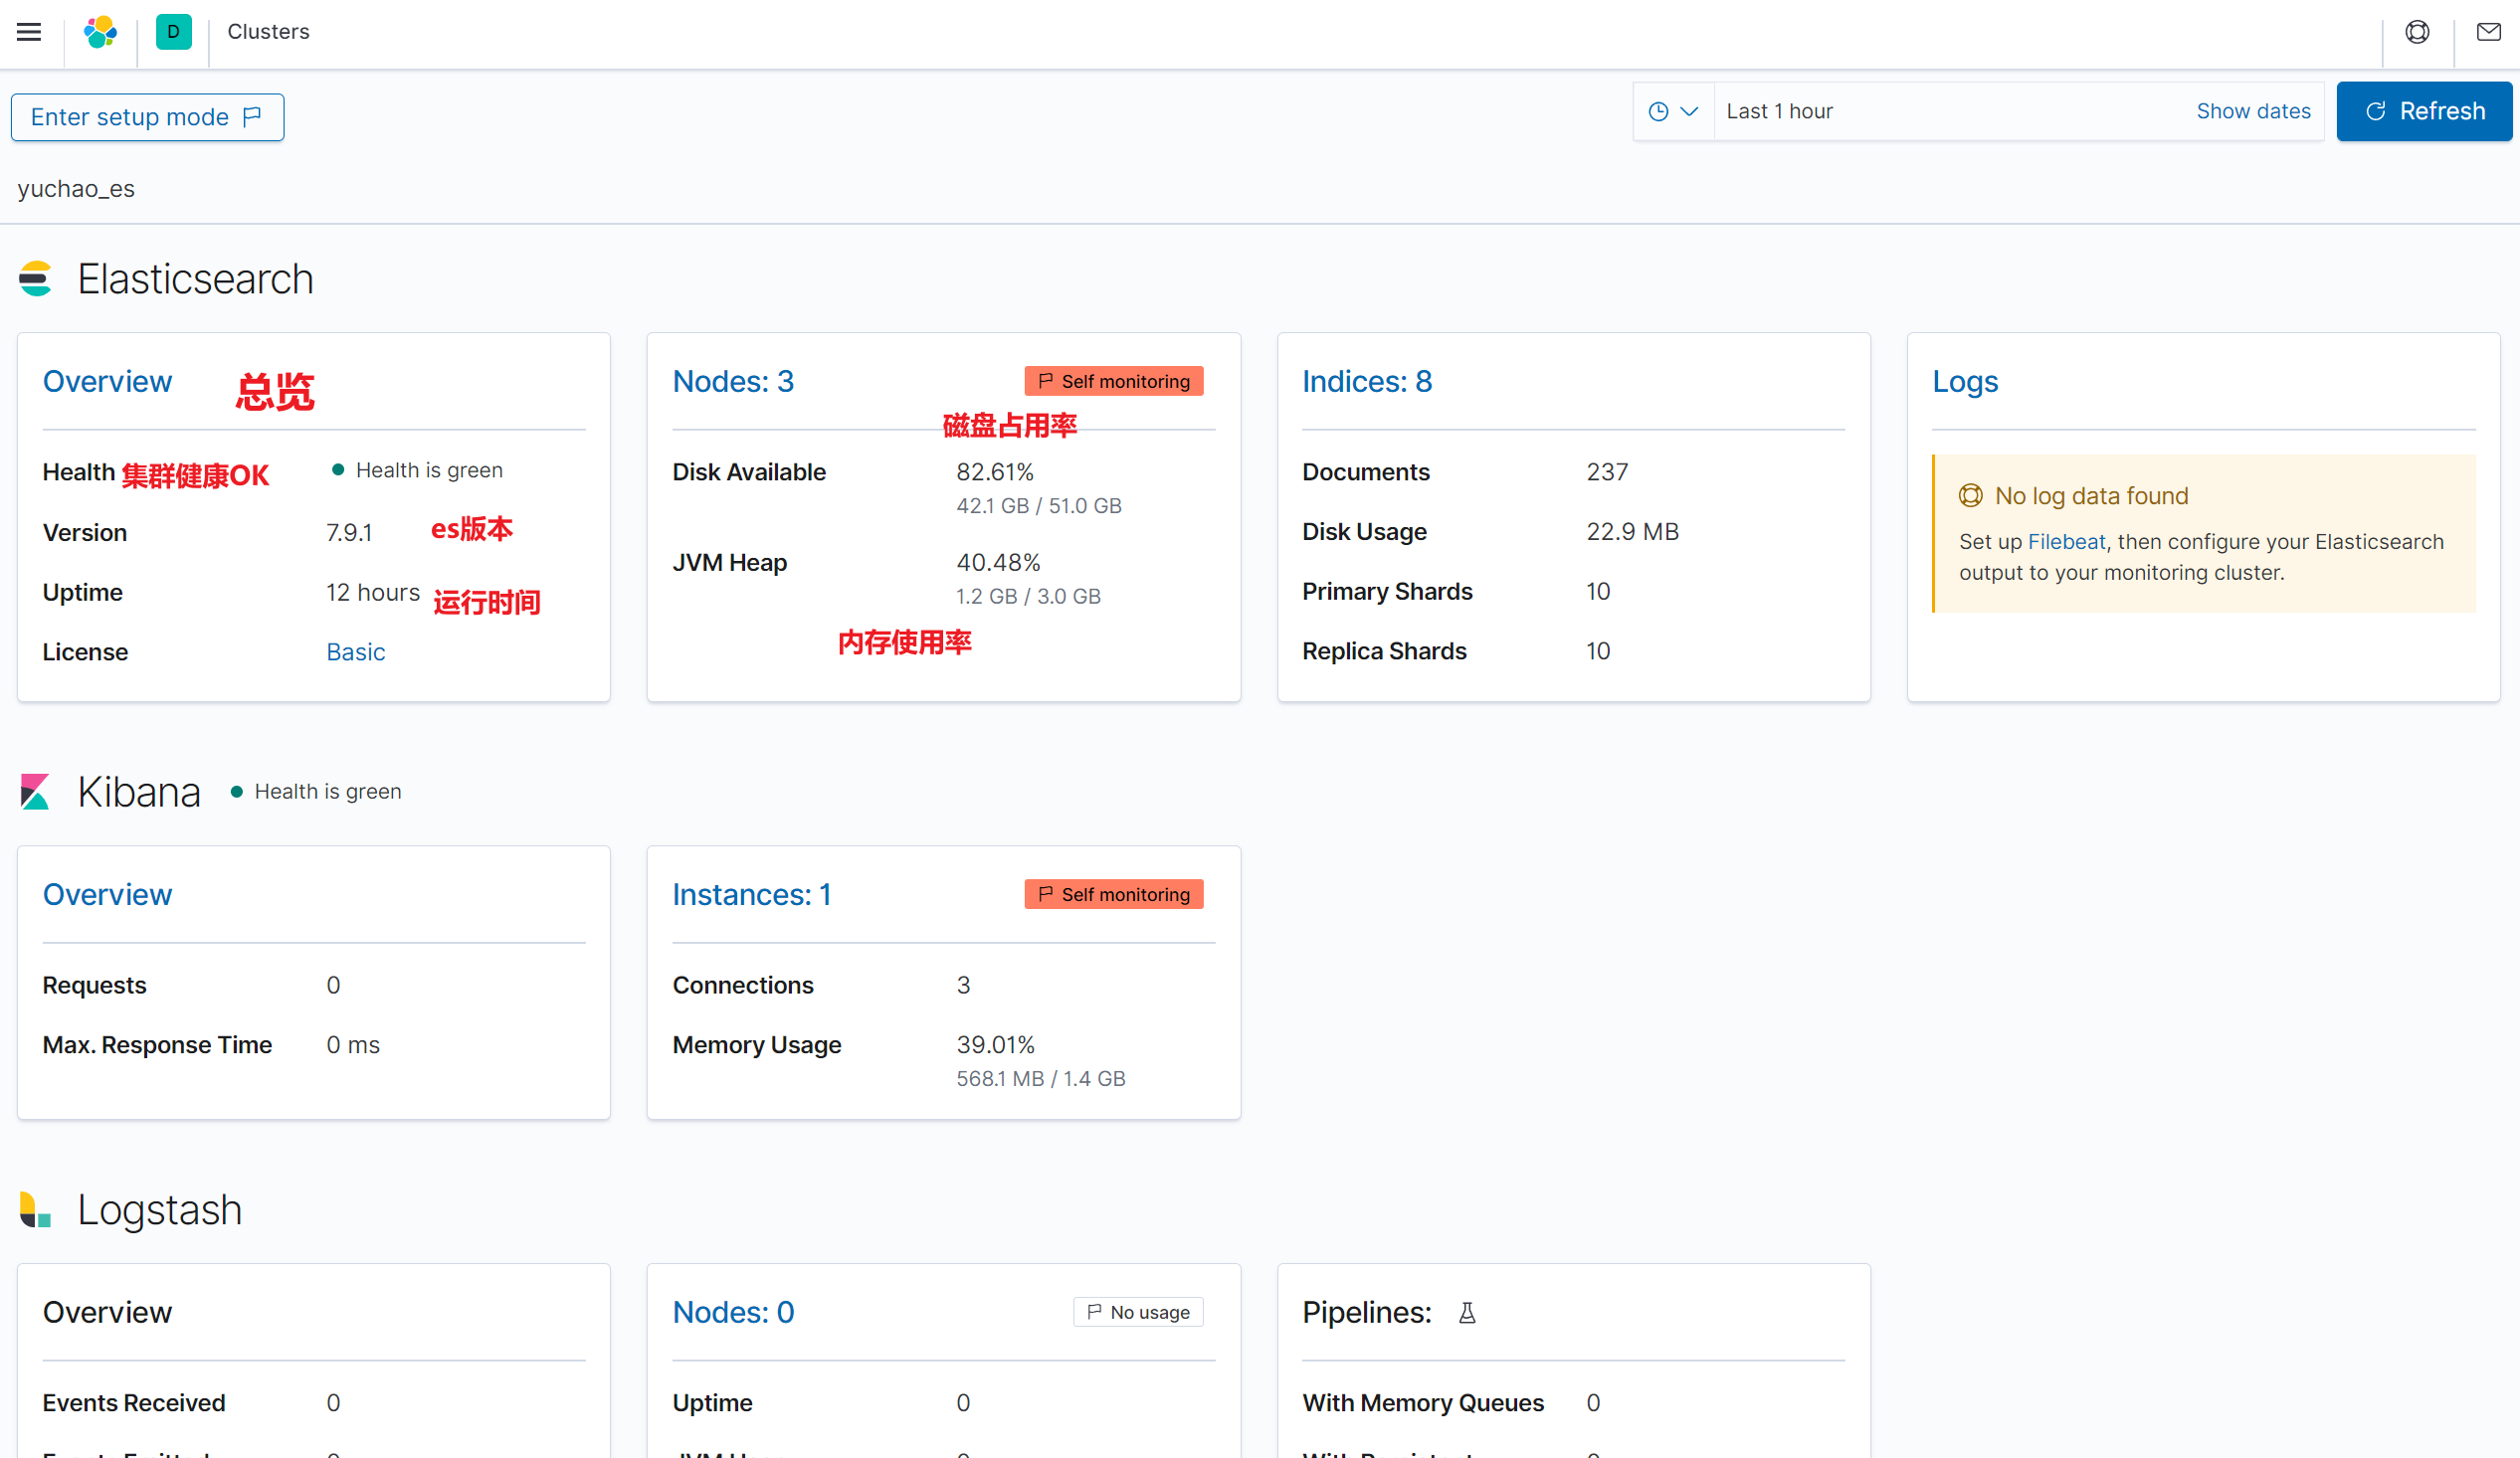 D
Clusters
Enter setup mode
Last 1 hour
Show dates
Refresh
yuchao_es
Elasticsearch
Overview 总览
Health 集群健康OK Health is green
Version 7.9.1 es版本
Uptime 12 hours 运行时间
License Basic
Nodes: 3 Self monitoring
磁盘占用率
Disk Available 82.61%
42.1 GB / 51.0 GB
JVM Heap 40.48%
1.2 GB / 3.0 GB
内存使用率
Indices: 8
Documents 237
Disk Usage 22.9 MB
Primary Shards 10
Replica Shards 10
Logs
No log data found
Set up Filebeat, then configure your Elasticsearch
output to your monitoring cluster.
Kibana Health is green
Overview
Requests 0
Max. Response Time 0 ms
Instances: 1 Self monitoring
Connections 3
Memory Usage 39.01%
568.1 MB / 1.4 GB
Logstash
Overview
Events Received 0
Nodes: 0 No usage
Uptime 0
Pipelines:
With Memory Queues 0